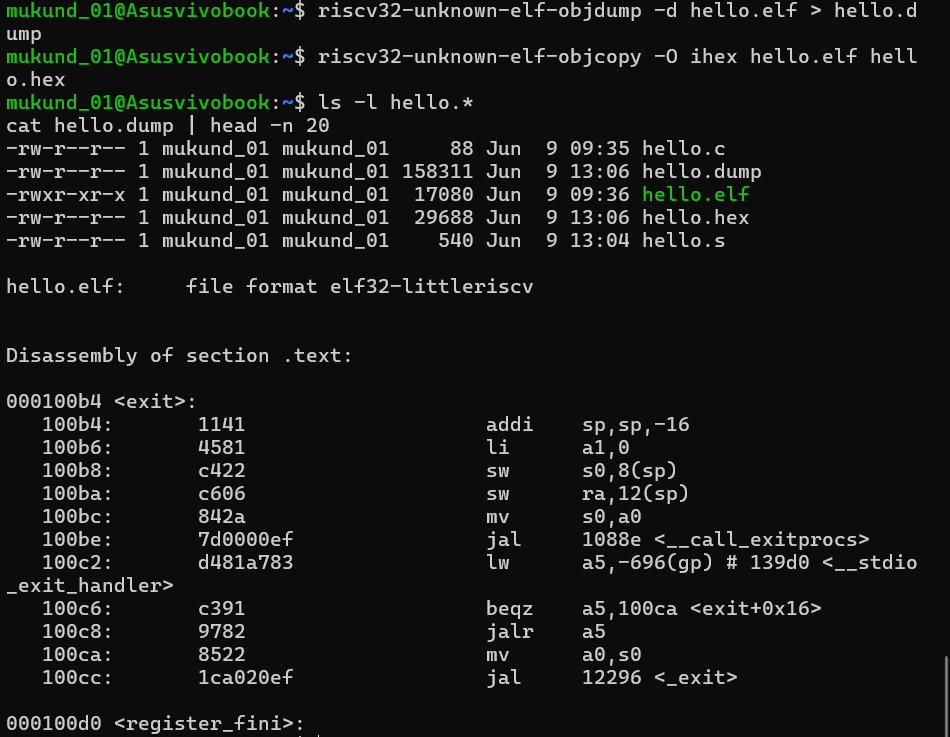 mukund_01@Asusvivobook:~$ riscv32-unknown-elf-objdump -d hello.elf > hello.d
ump
mukund_01@Asusvivobook:~$ riscv32-unknown-elf-objcopy -O ihex hello.elf hell
o.hex
mukund_01@Asusvivobook:~$ ls -l hello.*
cat hello.dump | head -n 20
-rw-r--r-- 1 mukund_01 mukund_01     88 Jun  9 09:35 hello.c
-rw-r--r-- 1 mukund_01 mukund_01 158311 Jun  9 13:06 hello.dump
-rwxr-xr-x 1 mukund_01 mukund_01  17080 Jun  9 09:36 hello.elf
-rw-r--r-- 1 mukund_01 mukund_01  29688 Jun  9 13:06 hello.hex
-rw-r--r-- 1 mukund_01 mukund_01    540 Jun  9 13:04 hello.s
hello.elf:     file format elf32-littleriscv
Disassembly of section .text:
000100b4 <exit>:
   100b4:       1141                    addi    sp,sp,-16
   100b6:       4581                    li      a1,0
   100b8:       c422                    sw      s0,8(sp)
   100ba:       c606                    sw      ra,12(sp)
   100bc:       842a                    mv      s0,a0
   100be:       7d0000ef                jal     1088e <__call_exitprocs>
   100c2:       d481a783                lw      a5,-696(gp) # 139d0 <__stdio
_exit_handler>
   100c6:       c391                    beqz    a5,100ca <exit+0x16>
   100c8:       9782                    jalr    a5
   100ca:       8522                    mv      a0,s0
   100cc:       1ca020ef                jal     12296 <_exit>
000100d0 <register_fini>: